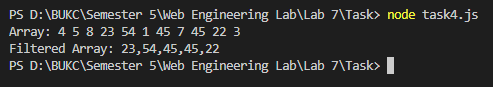 PS D:\BUKC\Semester 5\Web Engineering Lab\Lab 7\Task> node task4.js
Array: 4 5 8 23 54 1 45 7 45 22 3
Filtered Array: 23,54,45,45,22
PS D:\BUKC\Semester 5\Web Engineering Lab\Lab 7\Task>